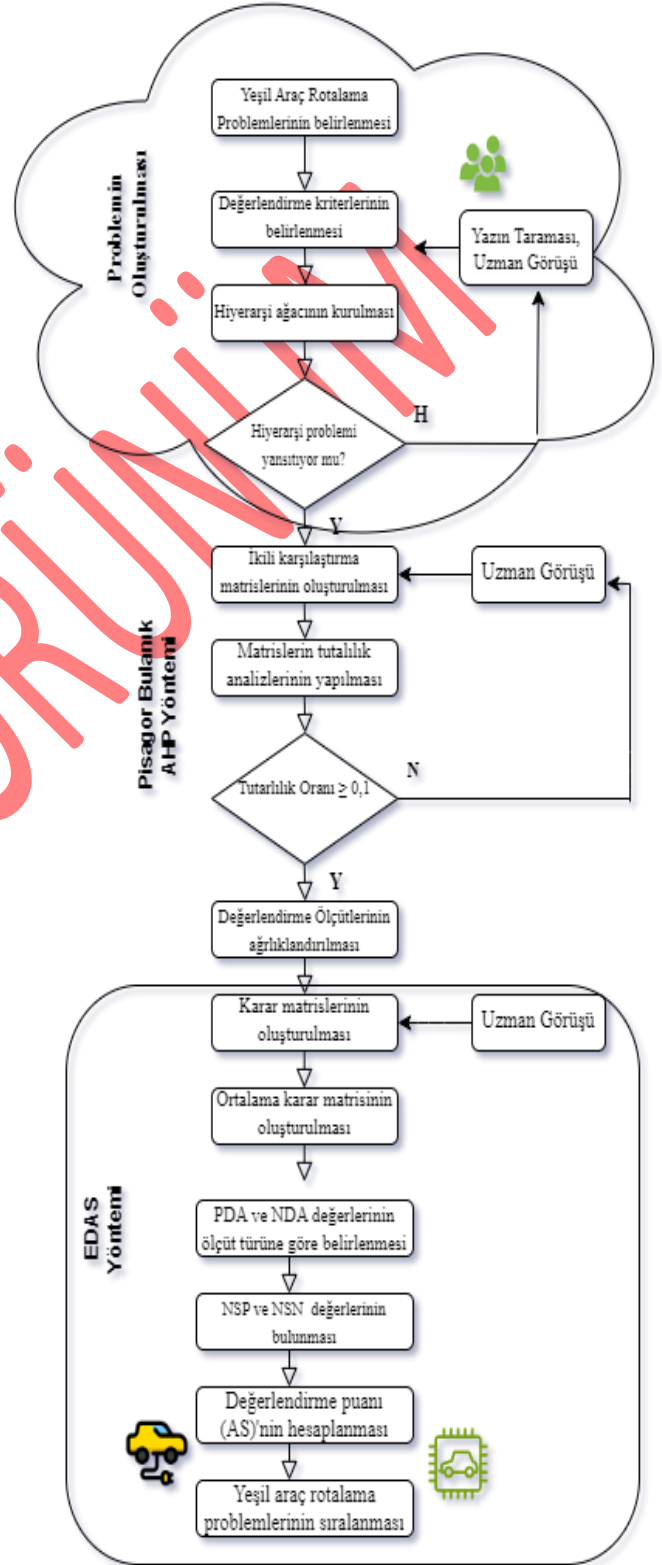 Yeşil Araç Rotalama
Problemlerinin belirlenmesi
Problemin
Oluşturulması
Değerlendirme kriterlerinin
belirlenmesi
Yazın Taraması,
Uzman Görüşü
Hiyerarşi ağacının kurulması
Hiyerarşi problemi
yansıtıyor mu?
H
Y
İkili karşılaştırma
matrislerinin oluşturulması
Uzman Görüşü
Pisagor Bulanık
AHP Yöntemi
Matrislerin tutalılık
analizlerinin yapılması
Tutarlılık Oranı ≥ 0,1
N
Y
Değerlendirme Ölçütlerinin
ağrlıklandırılması
Karar matrislerinin
oluşturulması
Uzman Görüşü
Ortalama karar matrisinin
oluşturulması
EDAS
Yöntemi
PDA ve NDA değerlerinin
ölçüt türüne göre belirlenmesi
NSP ve NSN değerlerinin
bulunması
Değerlendirme puanı
(AS)'nin hesaplanması
Yeşil araç rotalama
problemlerinin sıralanması